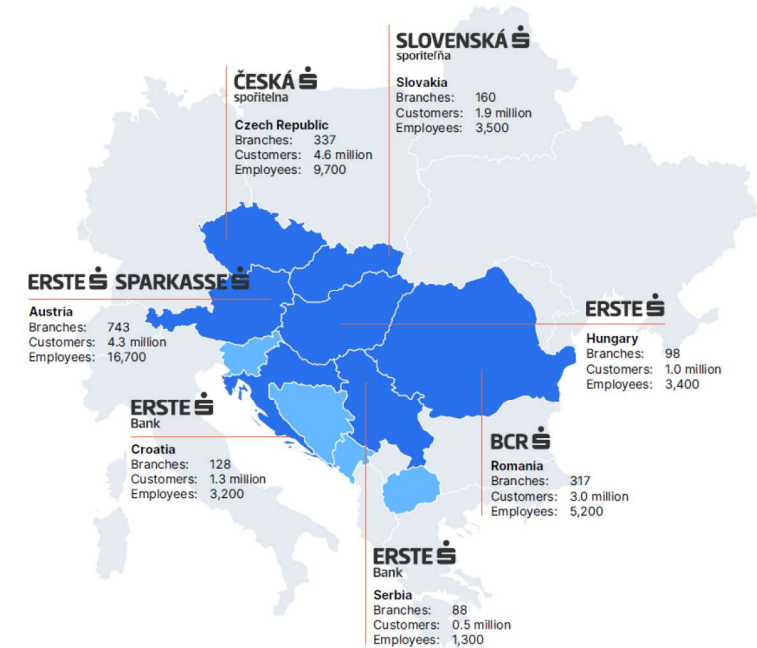 SLOVENSKÁ
sporiteľňa
Slovakia
Branches: 160
Customers: 1.9 million
Employees: 3,500
ČESKÁ
spořitelna
Czech Republic
Branches: 337
Customers: 4.6 million
Employees: 9,700
ERSTE SPARKASSE
Austria
Branches: 743
Customers: 4.3 million
Employees: 16,700
ERSTE
Hungary
Branches: 98
Customers: 1.0 million
Employees: 3,400
ERSTE
Bank
Croatia
Branches: 128
Customers: 1.3 million
Employees: 3,200
BCR
Romania
Branches: 317
Customers: 3.0 million
Employees: 5,200
ERSTE
Bank
Serbia
Branches: 88
Customers: 0.5 million
Employees: 1,300